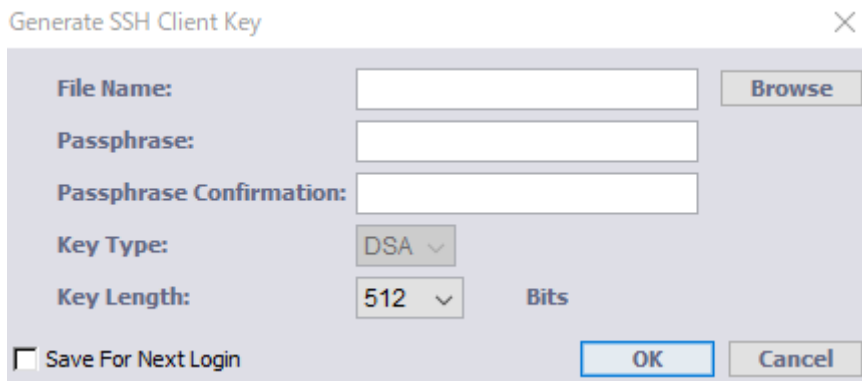 Generate SSH Client Key
File Name: Browse
Passphrase:
Passphrase Confirmation:
Key Type: DSA
Key Length: 512 Bits
Save For Next Login OK Cancel